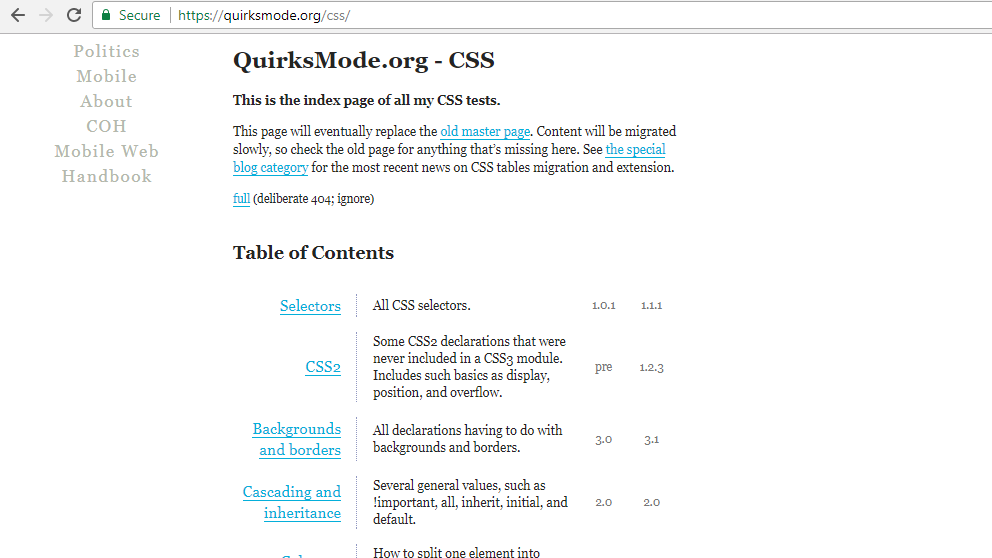 Secure
https://quirksmode.org/css/
Politics
Mobile
About
COH
Mobile Web
Handbook
QuirksMode.org - CSS
This is the index page of all my CSS tests.
This page will eventually replace the old master page. Content will be migrated
slowly, so check the old page for anything that's missing here. See the special
blog category for the most recent news on CSS tables migration and extension.
full (deliberate 404; ignore)
Table of Contents
Selectors
All CSS selectors.
1.0.1
1.1.1
CSS2
Some CSS2 declarations that were
never included in a CSS3 module.
Includes such basics as display,
position, and overflow.
pre
1.2.3
Backgrounds
and borders
All declarations having to do with
backgrounds and borders.
3.0
3.1
Cascading and
inheritance
Several general values, such as
!important, all, inherit, initial, and
default.
2.0
2.0
How to split one element into